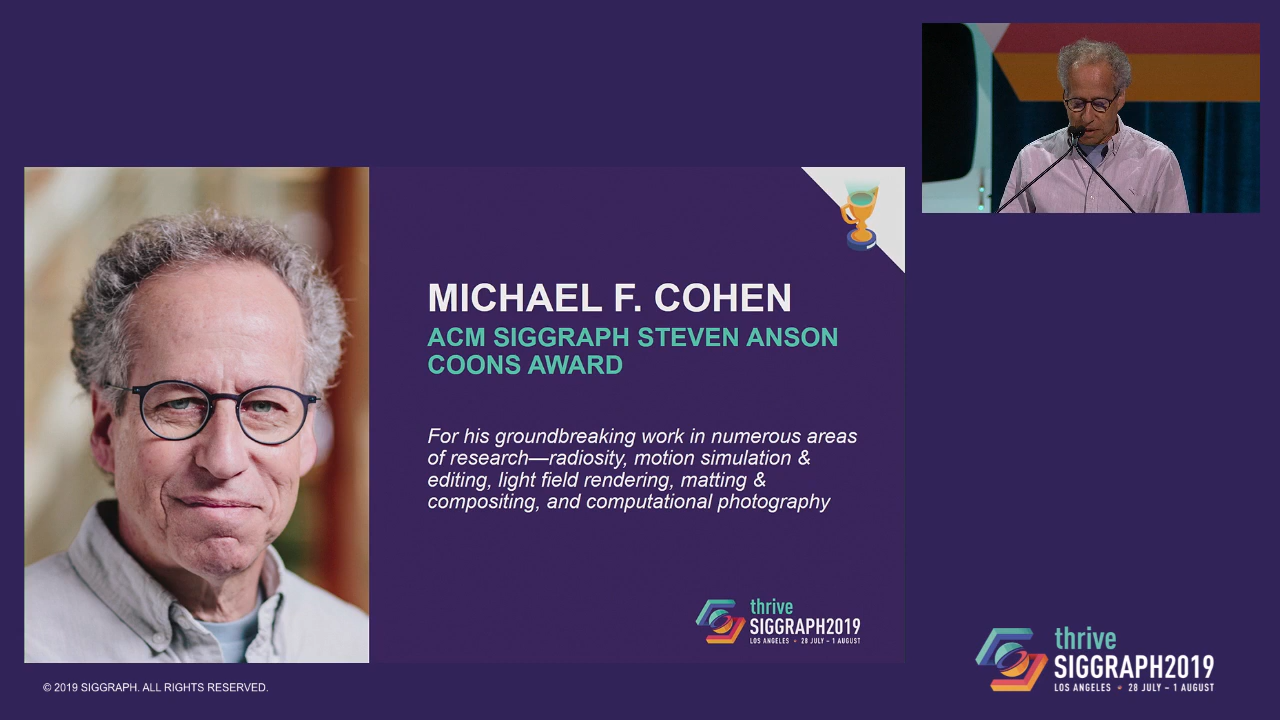 MICHAEL F. COHEN
ACM SIGGRAPH STEVEN ANSON
COONS AWARD
For his groundbreaking work in numerous areas
of research—radiosity, motion simulation &
editing, light field rendering, matting &
compositing, and computational photography
thrive
SIGGRAPH2019
LOS ANGELES • 28 JULY – 1 AUGUST
thrive
SIGGRAPH2019
LOS ANGELES • 28 JULY – 1 AUGUST
© 2019 SIGGRAPH. ALL RIGHTS RESERVED.